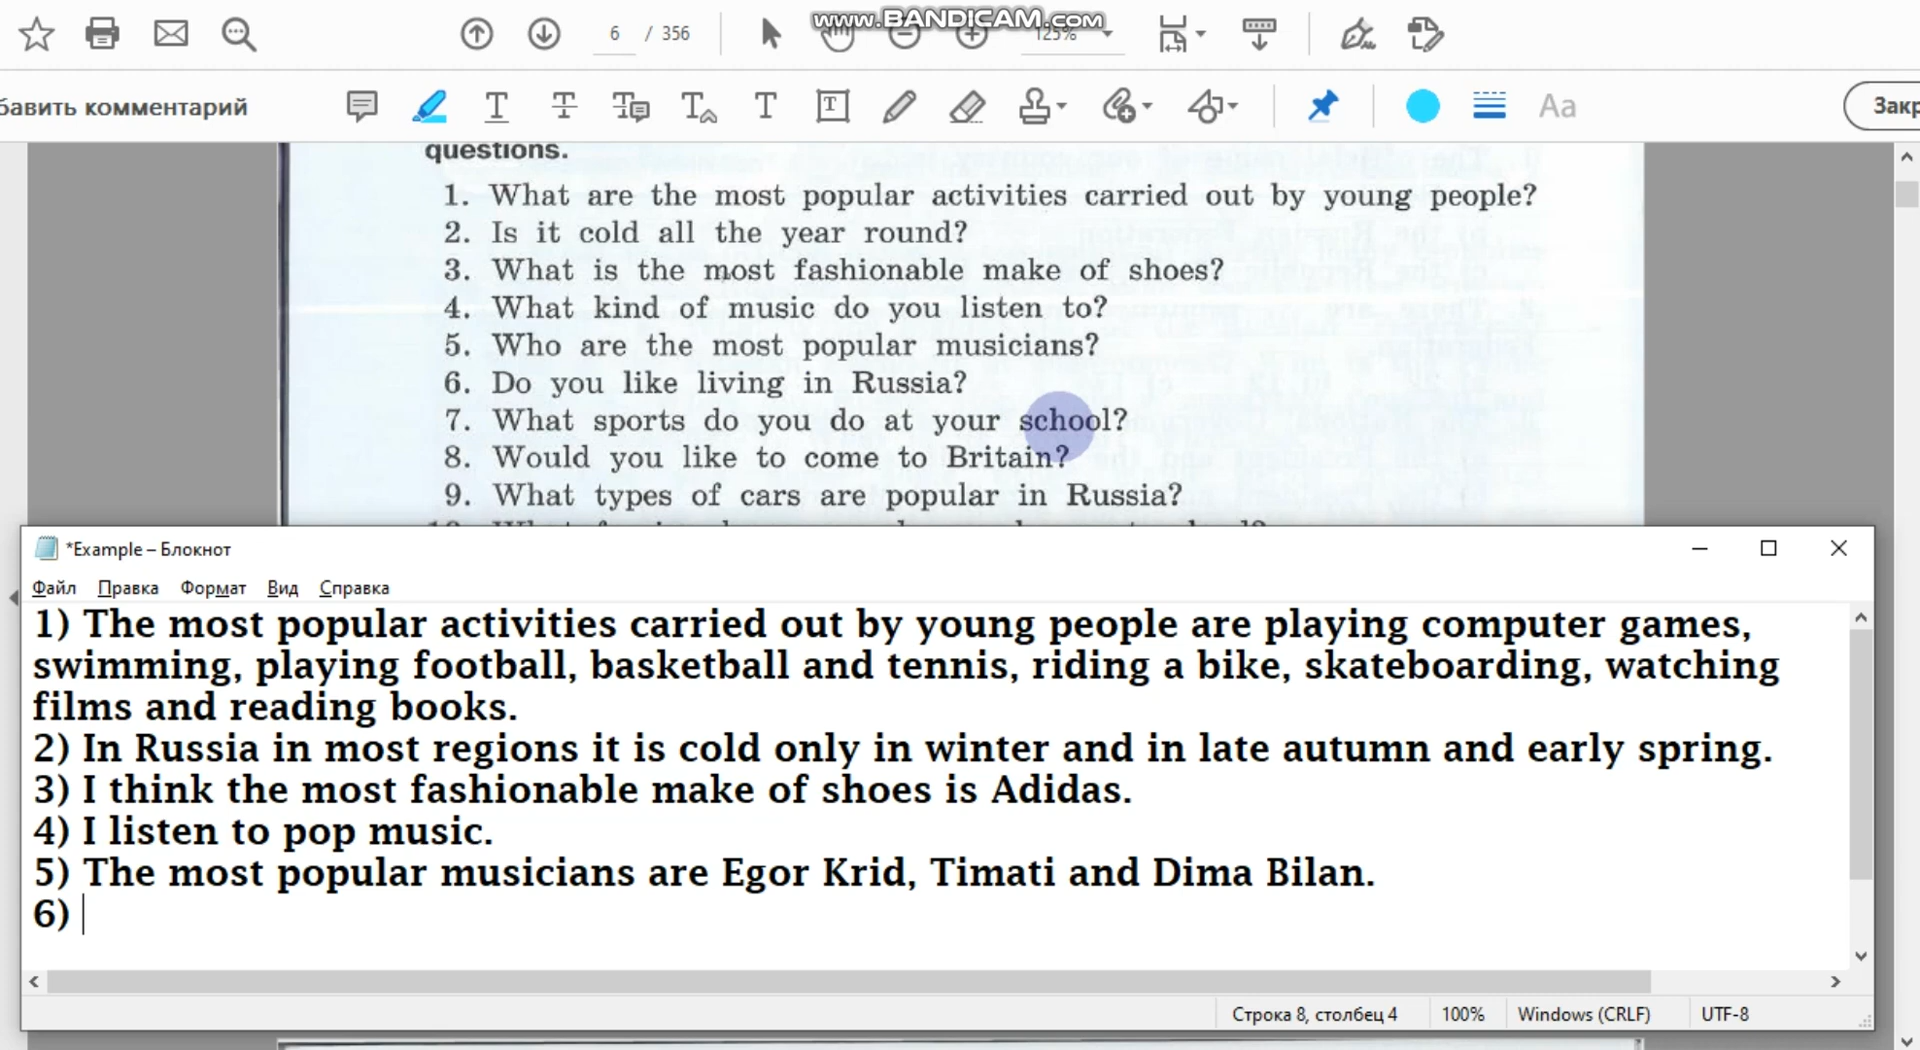 www.BANDICAM.com
6 / 356
125%
бавить комментарий
Aa
Закр
questions.
1. What are the most popular activities carried out by young people?
2. Is it cold all the year round?
3. What is the most fashionable make of shoes?
4. What kind of music do you listen to?
5. Who are the most popular musicians?
6. Do you like living in Russia?
7. What sports do you do at your school?
8. Would you like to come to Britain?
9. What types of cars are popular in Russia?
*Example – Блокнот
Файл Правка Формат Вид Справка
1) The most popular activities carried out by young people are playing computer games,
swimming, playing football, basketball and tennis, riding a bike, skateboarding, watching
films and reading books.
2) In Russia in most regions it is cold only in winter and in late autumn and early spring.
3) I think the most fashionable make of shoes is Adidas.
4) I listen to pop music.
5) The most popular musicians are Egor Krid, Timati and Dima Bilan.
6)
Строка 8, столбец 4 100% Windows (CRLF) UTF-8